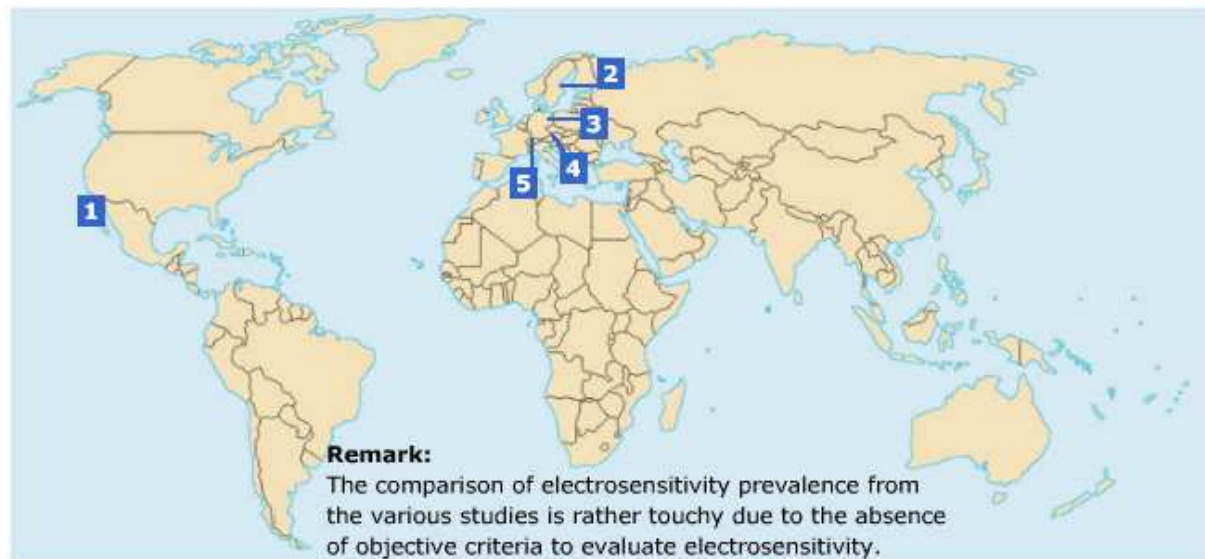 2
3
4
5
1
Remark:
The comparison of electrosensitivity prevalence from
the various studies is rather touchy due to the absence
of objective criteria to evaluate electrosensitivity.